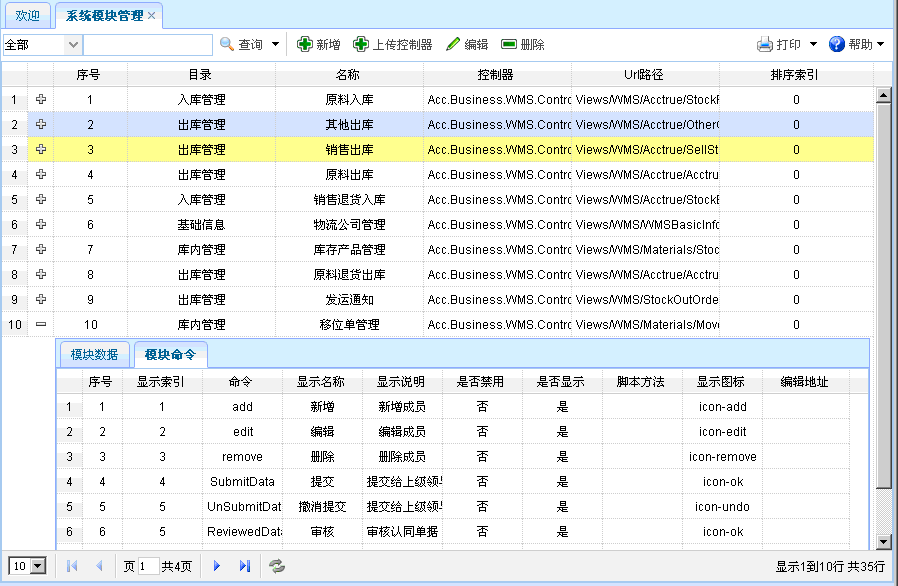 欢迎 系统模块管理
全部 查询 新增 上传控制器 编辑 删除 打印 帮助
序号 目录 名称 控制器 Url路径 排序索引
1 1 入库管理 原料入库 Acc.Business.WMS.Contro Views/WMS/Acctrue/Stock 0
2 2 出库管理 其他出库 Acc.Business.WMS.Contro Views/WMS/Acctrue/Other 0
3 3 出库管理 销售出库 Acc.Business.WMS.Contro Views/WMS/Acctrue/SellSt 0
4 4 出库管理 原料出库 Acc.Business.WMS.Contro Views/WMS/Acctrue/Acctru 0
5 5 入库管理 销售退货入库 Acc.Business.WMS.Contro Views/WMS/Acctrue/Stock 0
6 6 基础信息 物流公司管理 Acc.Business.WMS.Contro Views/WMS/WMSBasicInfo 0
7 7 库内管理 库存产品管理 Acc.Business.WMS.Contro Views/WMS/Materials/Stoc 0
8 8 出库管理 原料退货出库 Acc.Business.WMS.Contro Views/WMS/Acctrue/Acctru 0
9 9 出库管理 发运通知 Acc.Business.WMS.Contro Views/WMS/StockOutOrde 0
10 10 库内管理 移位单管理 Acc.Business.WMS.Contro Views/WMS/Materials/Mov 0
模块数据 模块命令
序号 显示索引 命令 显示名称 显示说明 是否禁用 是否显示 脚本方法 显示图标 编辑地址
1 1 1 add 新增 新增成员 否 是 icon-add
2 2 2 edit 编辑 编辑成员 否 是 icon-edit
3 3 3 remove 删除 删除成员 否 是 icon-remove
4 4 4 SubmitData 提交 提交给上级领 否 是 icon-ok
5 5 5 UnSubmitDat 撤消提交 提交给上级领 否 是 icon-undo
6 6 5 ReviewedData 审核 审核认同单据 否 是 icon-ok
10 页 1 共4页 显示1到10行 共35行